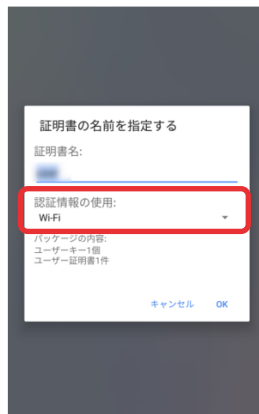 証明書の名前を指定する
証明書名:
認証情報の使用:
Wi-Fi
パッケージの内容:
ユーザーキー1個
ユーザー証明書1件
キャンセル OK